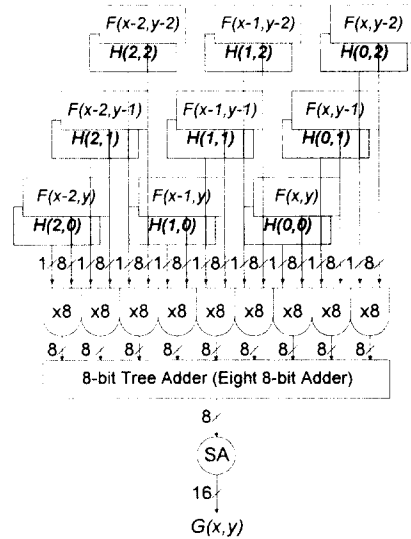 F(x-2,y-2) F(x-1,y-2) F(x,y-2)
H(2,2) H(1,2) H(0,2)
F(x-2,y-1) F(x-1,y-1) F(x,y-1)
H(2,1) H(1,1) H(0,1)
F(x-2,y) F(x-1,y) F(x,y)
H(2,0) H(1,0) H(0,0)
1 8 1 8 1 8 1 8 1 8 1 8 1 8 1 8 1 8
x8 x8 x8 x8 x8 x8 x8 x8 x8
8 8 8 8 8 8 8 8 8
8-bit Tree Adder (Eight 8-bit Adder)
8
SA
16
G(x,y)